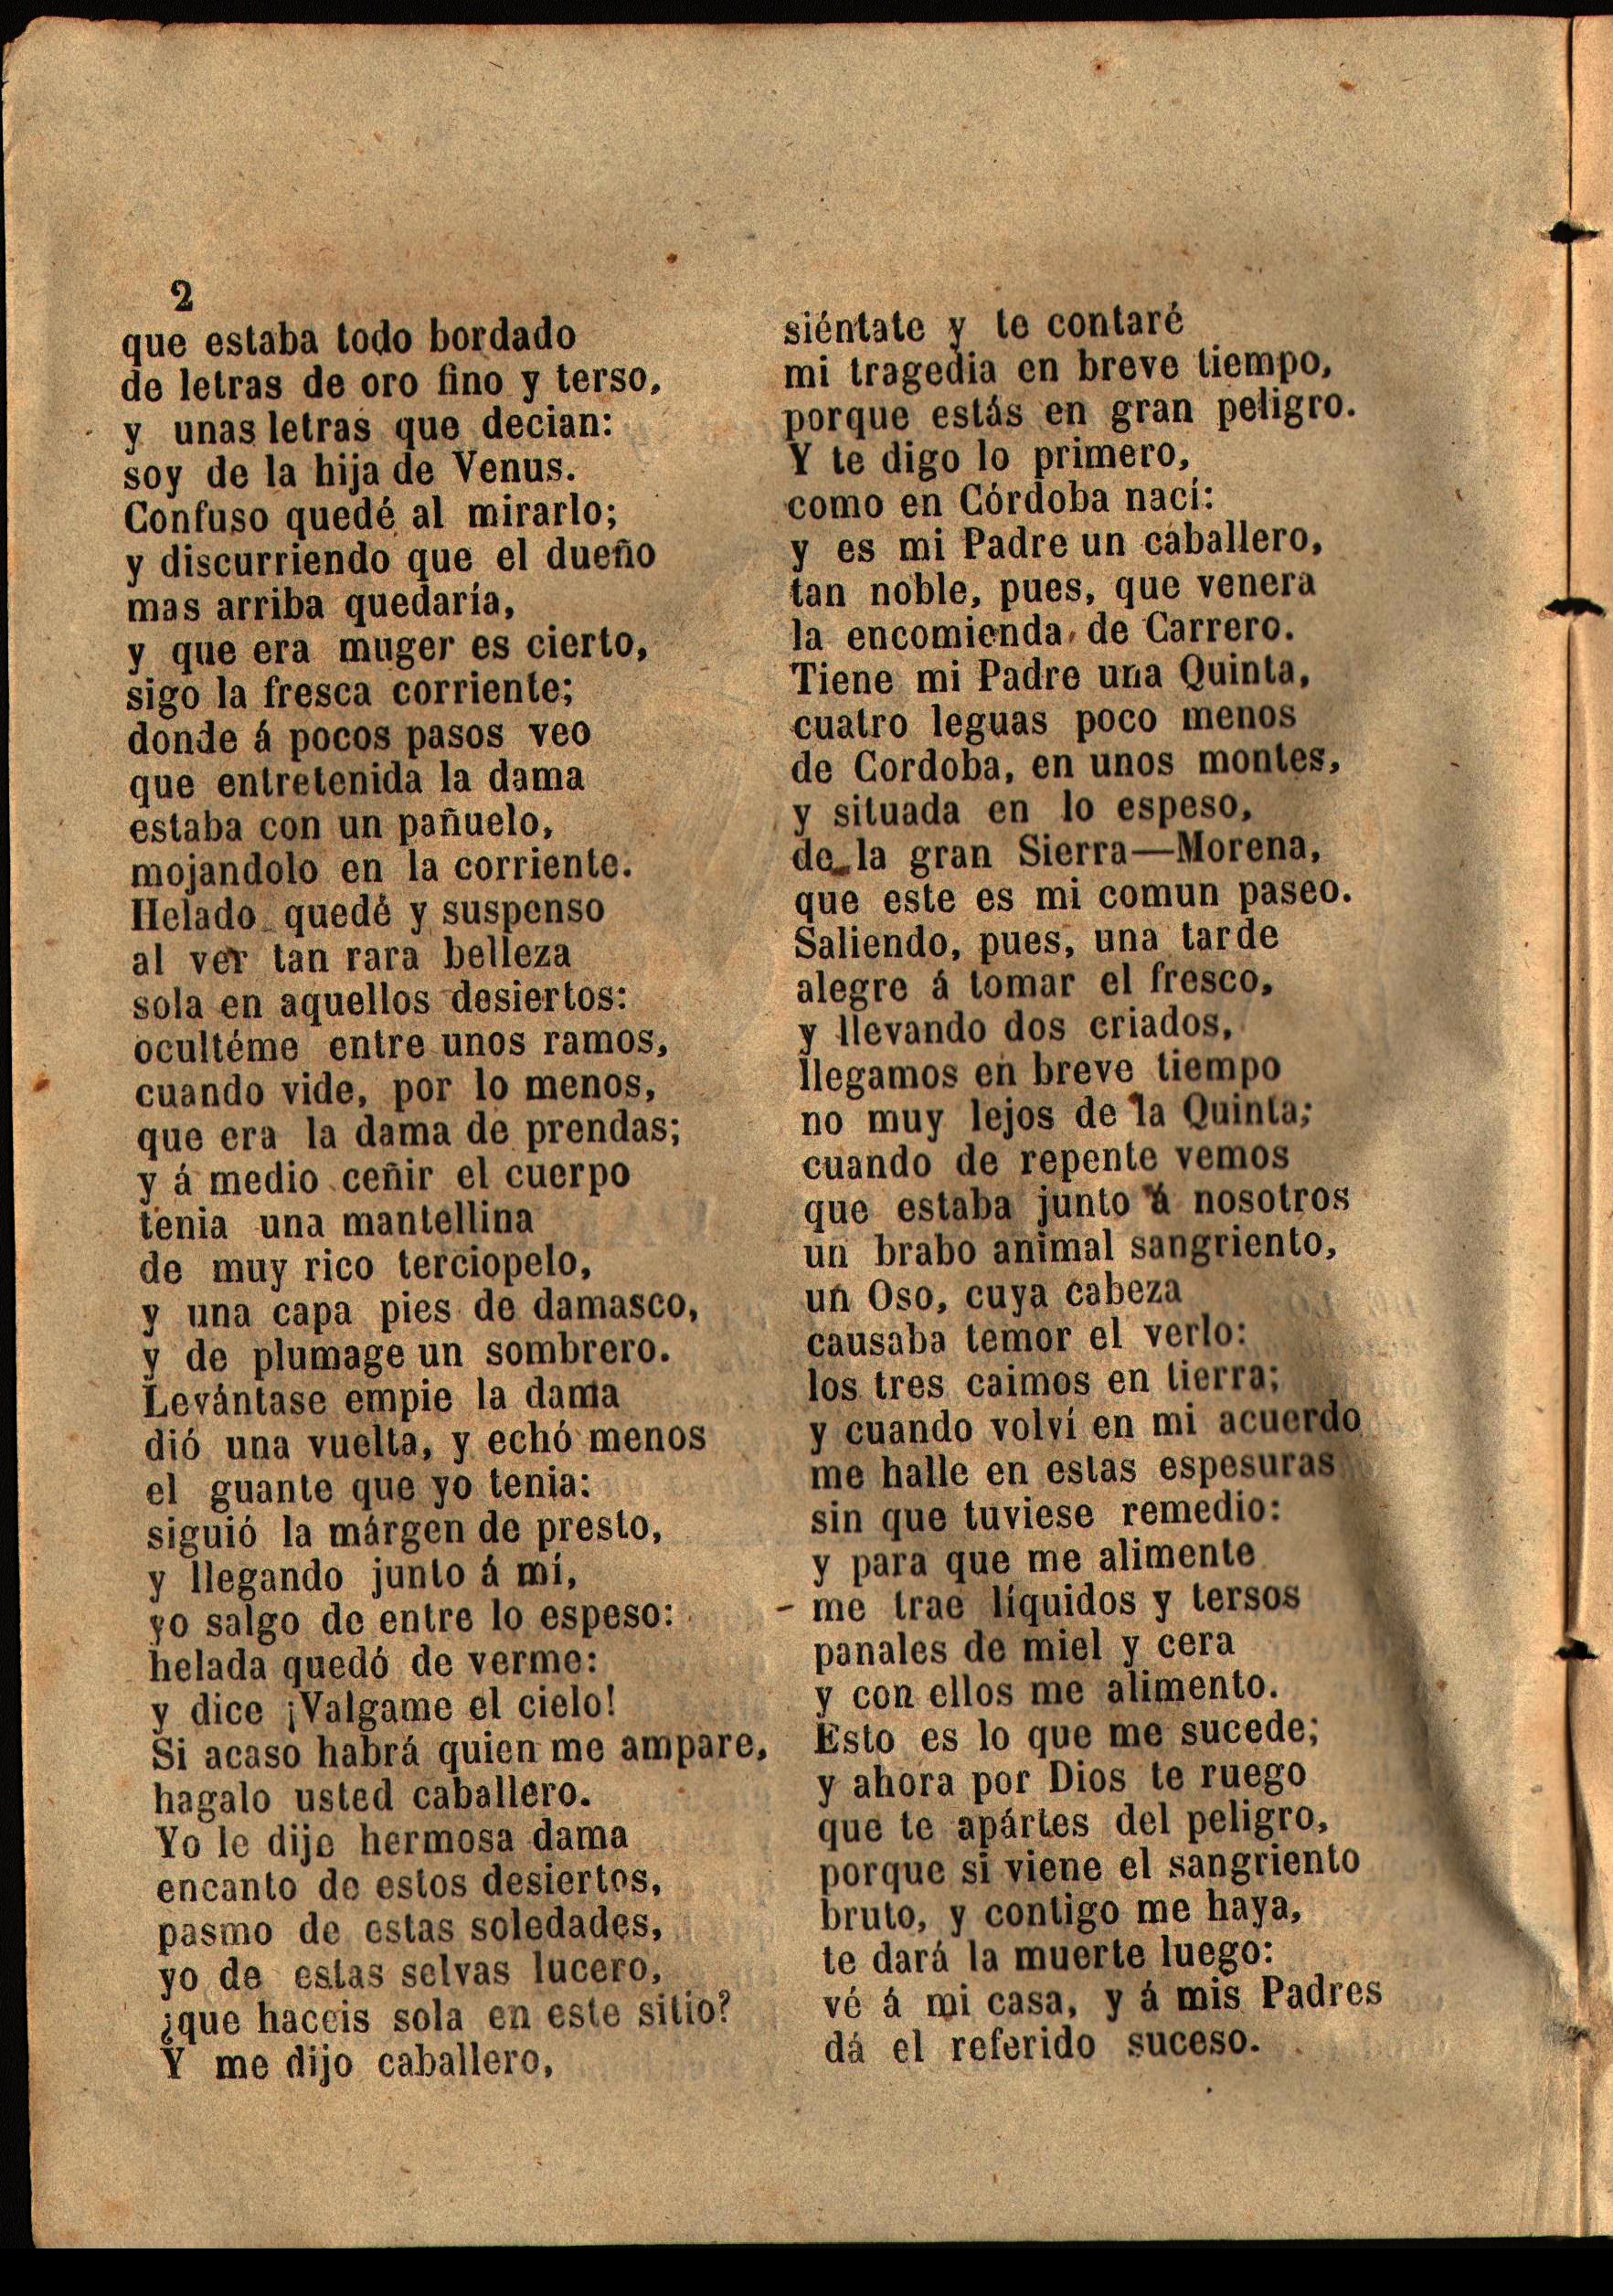 2
que estaba todo bordado
de letras de oro fino y terso,
y unas letras que decian:
soy de la hija de Venus.
Confuso quedé al mirarlo;
y discurriendo que el dueño
mas arriba quedaría,
y que era muger es cierto,
sigo la fresca corriente;
donde á pocos pasos veo
que entretenida la dama
estaba con un pañuelo,
mojandolo en la corriente.
Helado quedé y suspenso
al ver tan rara belleza
sola en aquellos desiertos:
ocultéme entre unos ramos,
cuando vide, por lo menos,
que era la dama de prendas;
y á medio ceñir el cuerpo
tenia una mantellina
de muy rico terciopelo,
y una capa pies de damasco,
y de plumage un sombrero.
Levántase empie la dama
dió una vuelta, y echó menos
el guante que yo tenia:
siguió la márgen de presto,
y llegando junto á mí,
yo salgo de entre lo espeso:
helada quedó de verme:
y dice ¡Valgame el cielo!
Si acaso habrá quien me ampare,
hagalo usted caballero.
Yo le dije hermosa dama
encanto de estos desiertos,
pasmo de estas soledades,
yo de estas selvas lucero,
¿que haceis sola en este sitio?
Y me dijo caballero,
siéntate y te contaré
mi tragedia en breve tiempo,
porque estás en gran peligro.
Y te digo lo primero,
como en Córdoba nací:
y es mi Padre un caballero,
tan noble, pues, que venera
la encomienda de Carrero.
Tiene mi Padre una Quinta,
cuatro leguas poco menos
de Cordoba, en unos montes,
y situada en lo espeso,
de la gran Sierra—Morena,
que este es mi comun paseo.
Saliendo, pues, una tarde
alegre á tomar el fresco,
y llevando dos criados,
llegamos en breve tiempo
no muy lejos de la Quinta;
cuando de repente vemos
que estaba junto á nosotros
un brabo animal sangriento,
un Oso, cuya cabeza
causaba temor el verlo:
los tres caimos en tierra;
y cuando volví en mi acuerdo
me halle en estas espesuras
sin que tuviese remedio:
y para que me alimente
me trae líquidos y tersos
panales de miel y cera
y con ellos me alimento.
Esto es lo que me sucede;
y ahora por Dios te ruego
que te apártes del peligro,
porque si viene el sangriento
bruto, y contigo me haya,
te dará la muerte luego:
vé á mi casa, y á mis Padres
dá el referido suceso.